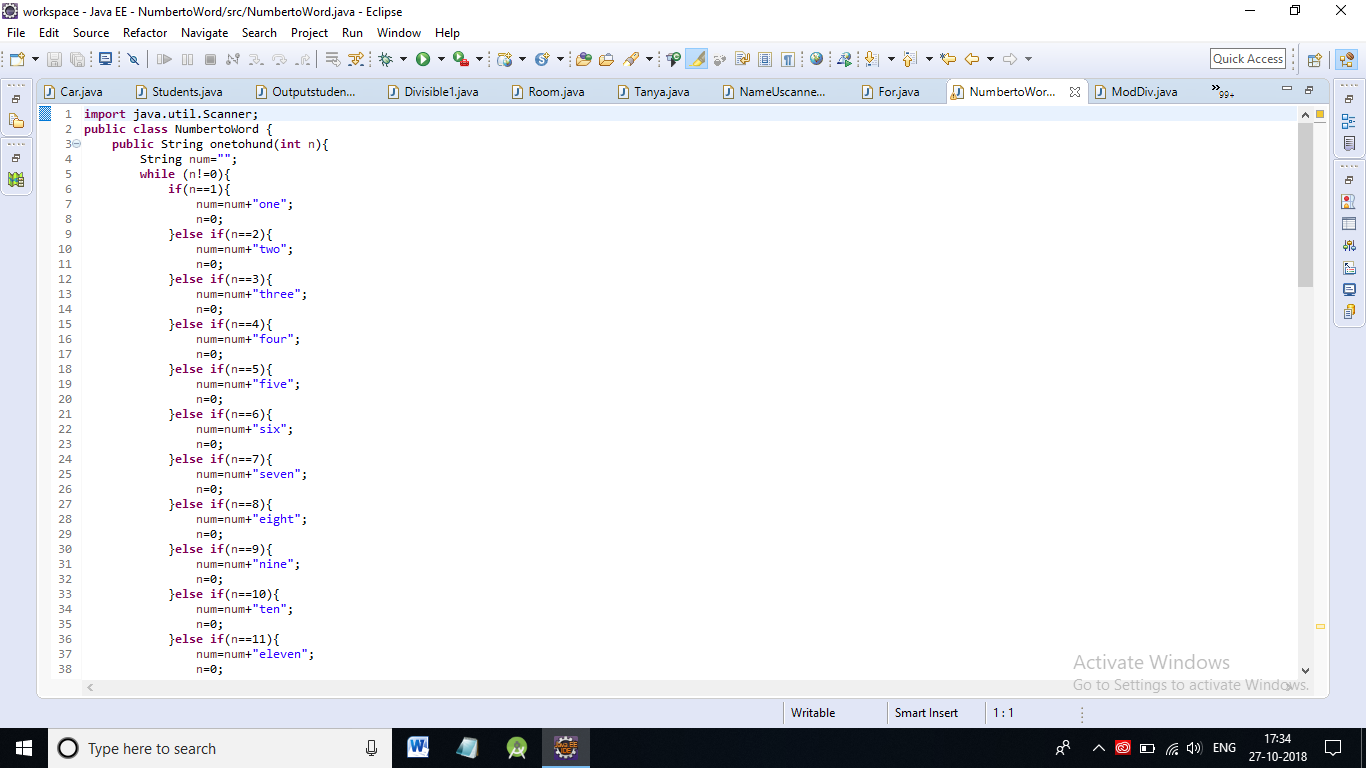 workspace - Java EE - NumbertoWord/src/NumbertoWord.java - Eclipse
File Edit Source Refactor Navigate Search Project Run Window Help
Quick Access
Car.java Students.java Outputstuden... Divisible1.java Room.java Tanya.java NameUscanne... For.java NumbertoWor... ModDiv.java »99+
1 import java.util.Scanner;
2 public class NumbertoWord {
3 public String onetohund(int n){
4 String num="";
5 while (n!=0){
6 if(n==1){
7 num=num+"one";
8 n=0;
9 }else if(n==2){
10 num=num+"two";
11 n=0;
12 }else if(n==3){
13 num=num+"three";
14 n=0;
15 }else if(n==4){
16 num=num+"four";
17 n=0;
18 }else if(n==5){
19 num=num+"five";
20 n=0;
21 }else if(n==6){
22 num=num+"six";
23 n=0;
24 }else if(n==7){
25 num=num+"seven";
26 n=0;
27 }else if(n==8){
28 num=num+"eight";
29 n=0;
30 }else if(n==9){
31 num=num+"nine";
32 n=0;
33 }else if(n==10){
34 num=num+"ten";
35 n=0;
36 }else if(n==11){
37 num=num+"eleven";
38 n=0;
Activate Windows
Go to Settings to activate Windows.
Writable Smart Insert 1 : 1
Type here to search
ENG
17:34
27-10-2018